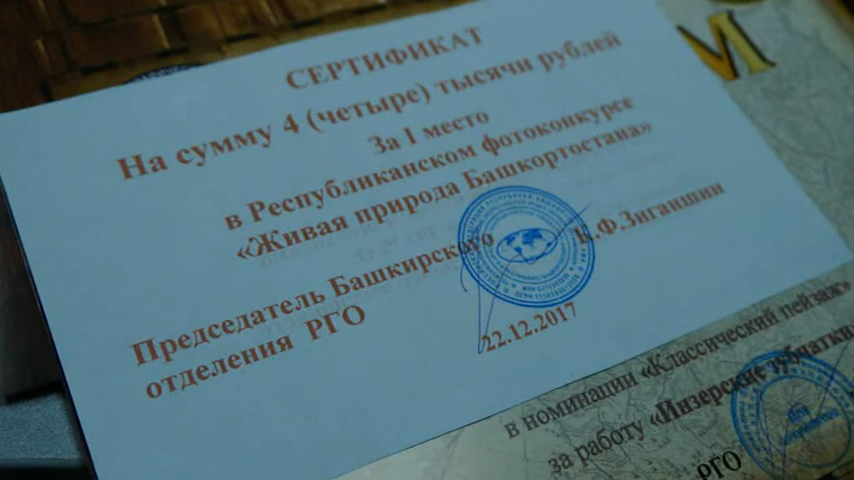 СЕРТИФИКАТ
На сумму 4 (четыре) тысячи рублей
За I место
в Республиканском фотоконкурсе
«Живая природа Башкортостана»
Председатель Башкирского И.Ф.Зиганшин
отделения РГО
22.12.2017
в номинации «Классический пейзаж»
за работу «Инзерские зубчатки
РГО